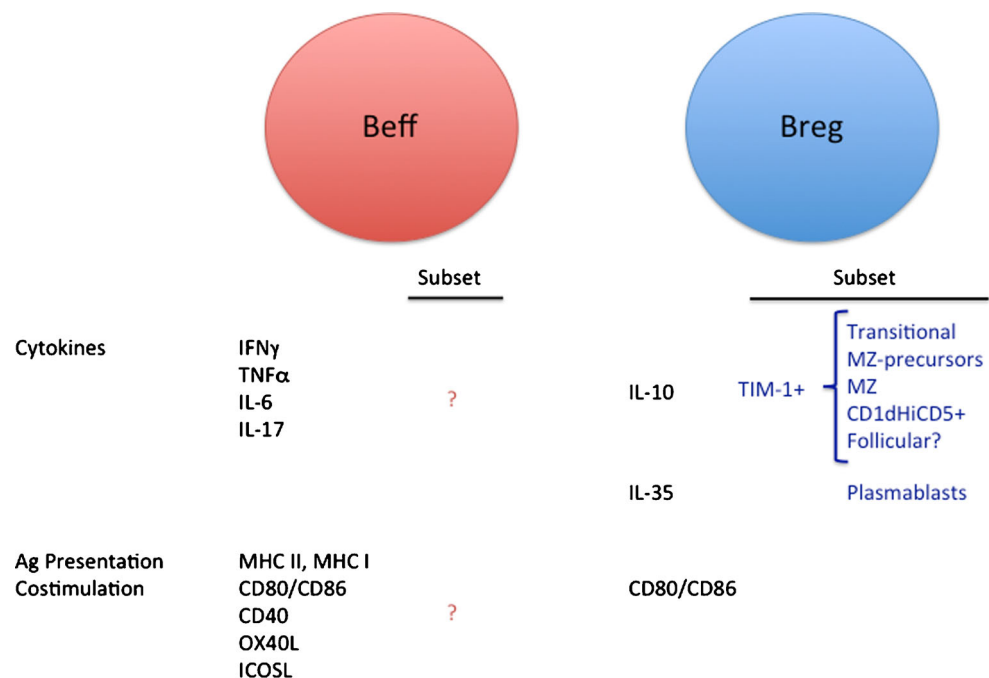 Beff
Breg
Subset
Subset
Cytokines
IFNγ
TNFα
IL-6
IL-17
?
IL-10
TIM-1+
Transitional
MZ-precursors
MZ
CD1dHiCD5+
Follicular?
IL-35
Plasmablasts
Ag Presentation
MHC II, MHC I
Costimulation
CD80/CD86
CD40
OX40L
ICOSL
?
CD80/CD86